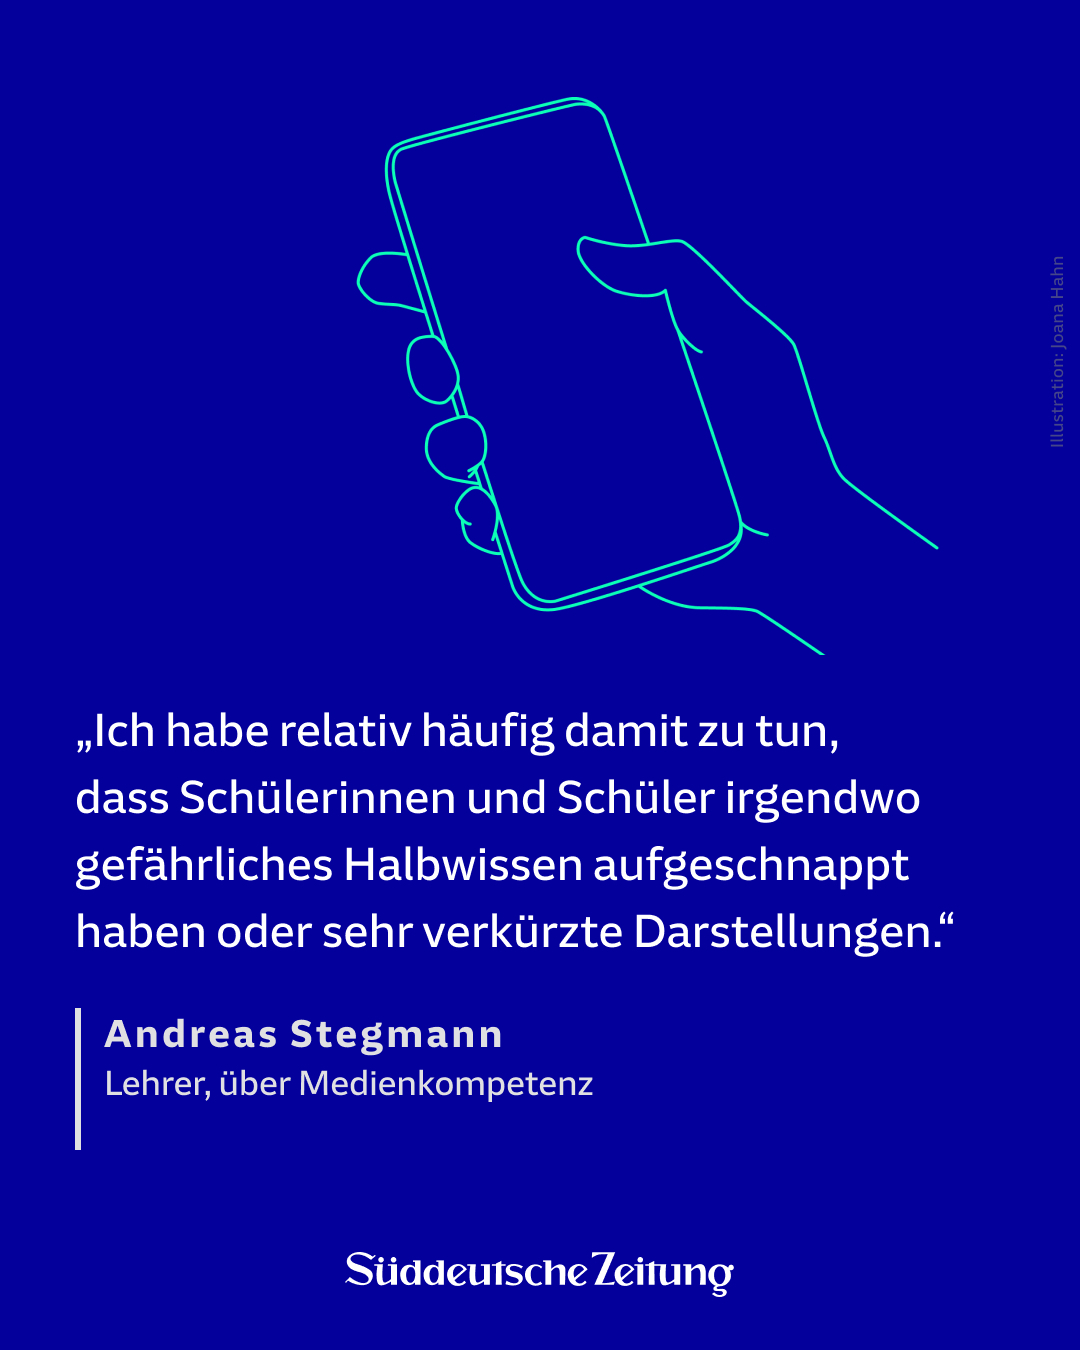 „Ich habe relativ häufig damit zu tun,
dass Schülerinnen und Schüler irgendwo
gefährliches Halbwissen aufgeschnappt
haben oder sehr verkürzte Darstellungen.“
Andreas Stegmann
Lehrer, über Medienkompetenz
Süddeutsche Zeitung
Illustration: Joana Hahn